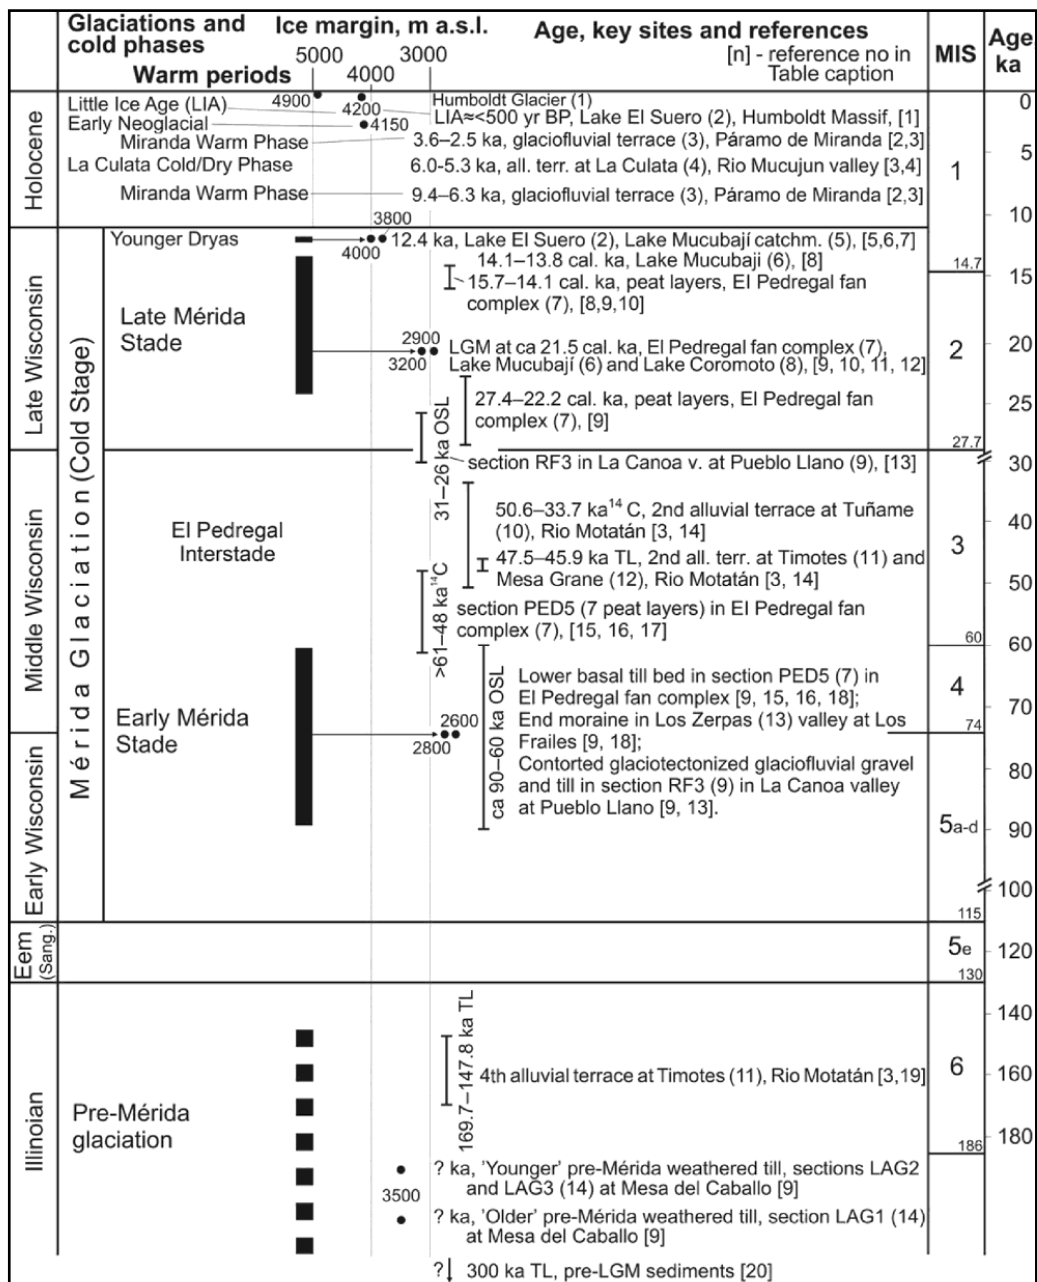 Glaciations and cold phases
Warm periods
Ice margin, m a.s.l.
5000 3000
4000
Age, key sites and references
[n] - reference no in
Table caption
MIS
Age,
ka
Holocene
Late Wisconsin
Middle Wisconsin
Early Wisconsin
Eem
(Sang.)
Illinoian
Mérida Glaciation (Cold Stage)
4900
4200
Humboldt Glacier (1)
Little Ice Age (LIA)
LIA≈<500 yr BP, Lake El Suero (2), Humboldt Massif, [1]
Early Neoglacial
4150
Miranda Warm Phase
3.6–2.5 ka, glaciofluvial terrace (3), Páramo de Miranda [2,3]
La Culata Cold/Dry Phase
6.0-5.3 ka, all. terr. at La Culata (4), Rio Mucujun valley [3,4]
Miranda Warm Phase
9.4–6.3 ka, glaciofluvial terrace (3), Páramo de Miranda [2,3]
3800
Younger Dryas
4000
12.4 ka, Lake El Suero (2), Lake Mucubají catchm. (5), [5,6,7]
14.1–13.8 cal. ka, Lake Mucubaji (6), [8]
15.7–14.1 cal. ka, peat layers, El Pedregal fan
complex (7), [8,9,10]
Late Mérida
Stade
2900
3200
LGM at ca 21.5 cal. ka, El Pedregal fan complex (7),
Lake Mucubají (6) and Lake Coromoto (8), [9, 10, 11, 12]
27.4–22.2 cal. ka, peat layers, El Pedregal fan
complex (7), [9]
31–26 ka OSL
section RF3 in La Canoa v. at Pueblo Llano (9), [13]
El Pedregal
Interstade
50.6–33.7 ka¹⁴ C, 2nd alluvial terrace at Tuñame
(10), Rio Motatán [3, 14]
47.5–45.9 ka TL, 2nd all. terr. at Timotes (11) and
Mesa Grane (12), Rio Motatán [3, 14]
>61–48 ka¹⁴C
section PED5 (7 peat layers) in El Pedregal fan
complex (7), [15, 16, 17]
Early Mérida
Stade
2600
2800
ca 90–60 ka OSL
Lower basal till bed in section PED5 (7) in
El Pedregal fan complex [9, 15, 16, 18];
End moraine in Los Zerpas (13) valley at Los
Frailes [9, 18];
Contorted glaciotectonized glaciofluvial gravel
and till in section RF3 (9) in La Canoa valley
at Pueblo Llano [9, 13].
169.7–147.8 ka TL
4th alluvial terrace at Timotes (11), Rio Motatán [3,19]
Pre-Mérida
glaciation
3500
? ka, 'Younger' pre-Mérida weathered till, sections LAG2
and LAG3 (14) at Mesa del Caballo [9]
? ka, 'Older' pre-Mérida weathered till, section LAG1 (14)
at Mesa del Caballo [9]
?↓ 300 ka TL, pre-LGM sediments [20]
1
14.7
2
27.7
3
60
4
74
5a-d
115
5e
130
6
186
0
5
10
15
20
25
30
40
50
60
70
80
90
100
120
140
160
180